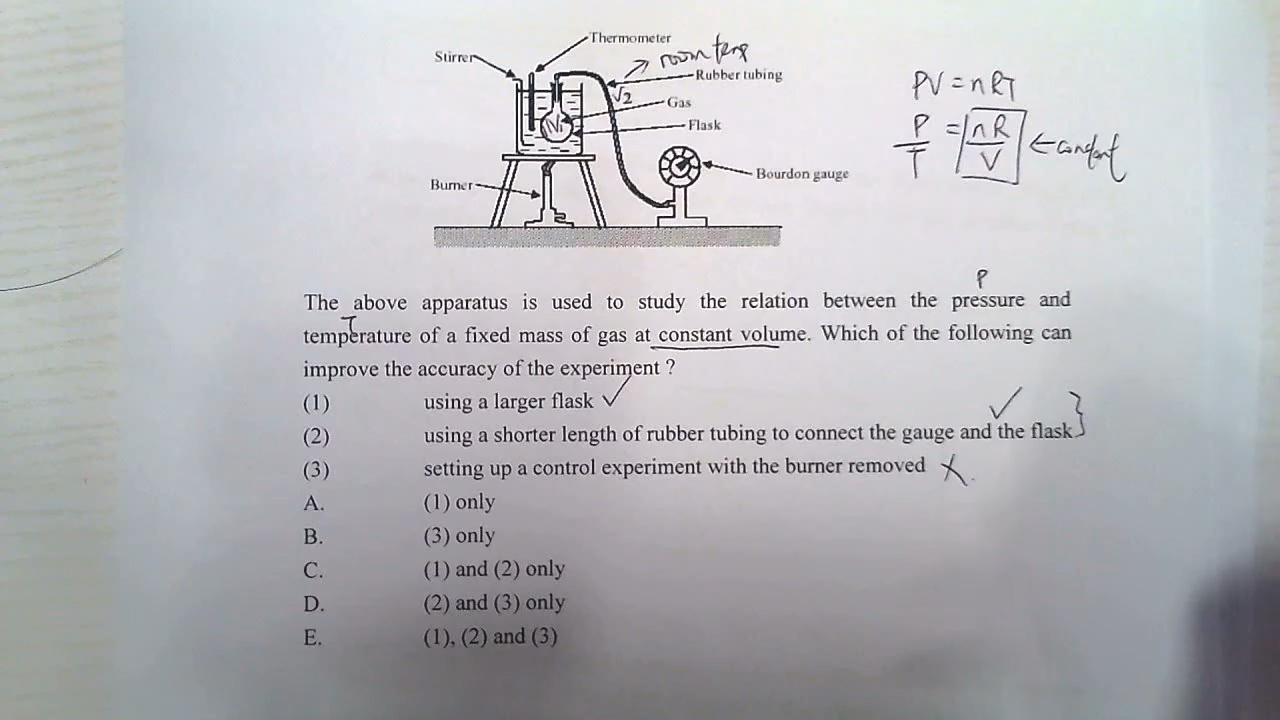 Thermometer
Stirrer
room temp
Rubber tubing
V2
Gas
V1
Flask
Bourdon gauge
Burner
PV = nRT
P/T = nR/V ← constant
P
The above apparatus is used to study the relation between the pressure and
T
temperature of a fixed mass of gas at constant volume. Which of the following can
improve the accuracy of the experiment ?
(1) using a larger flask ✓
(2) using a shorter length of rubber tubing to connect the gauge and the flask ✓ }
(3) setting up a control experiment with the burner removed ✗
A. (1) only
B. (3) only
C. (1) and (2) only
D. (2) and (3) only
E. (1), (2) and (3)